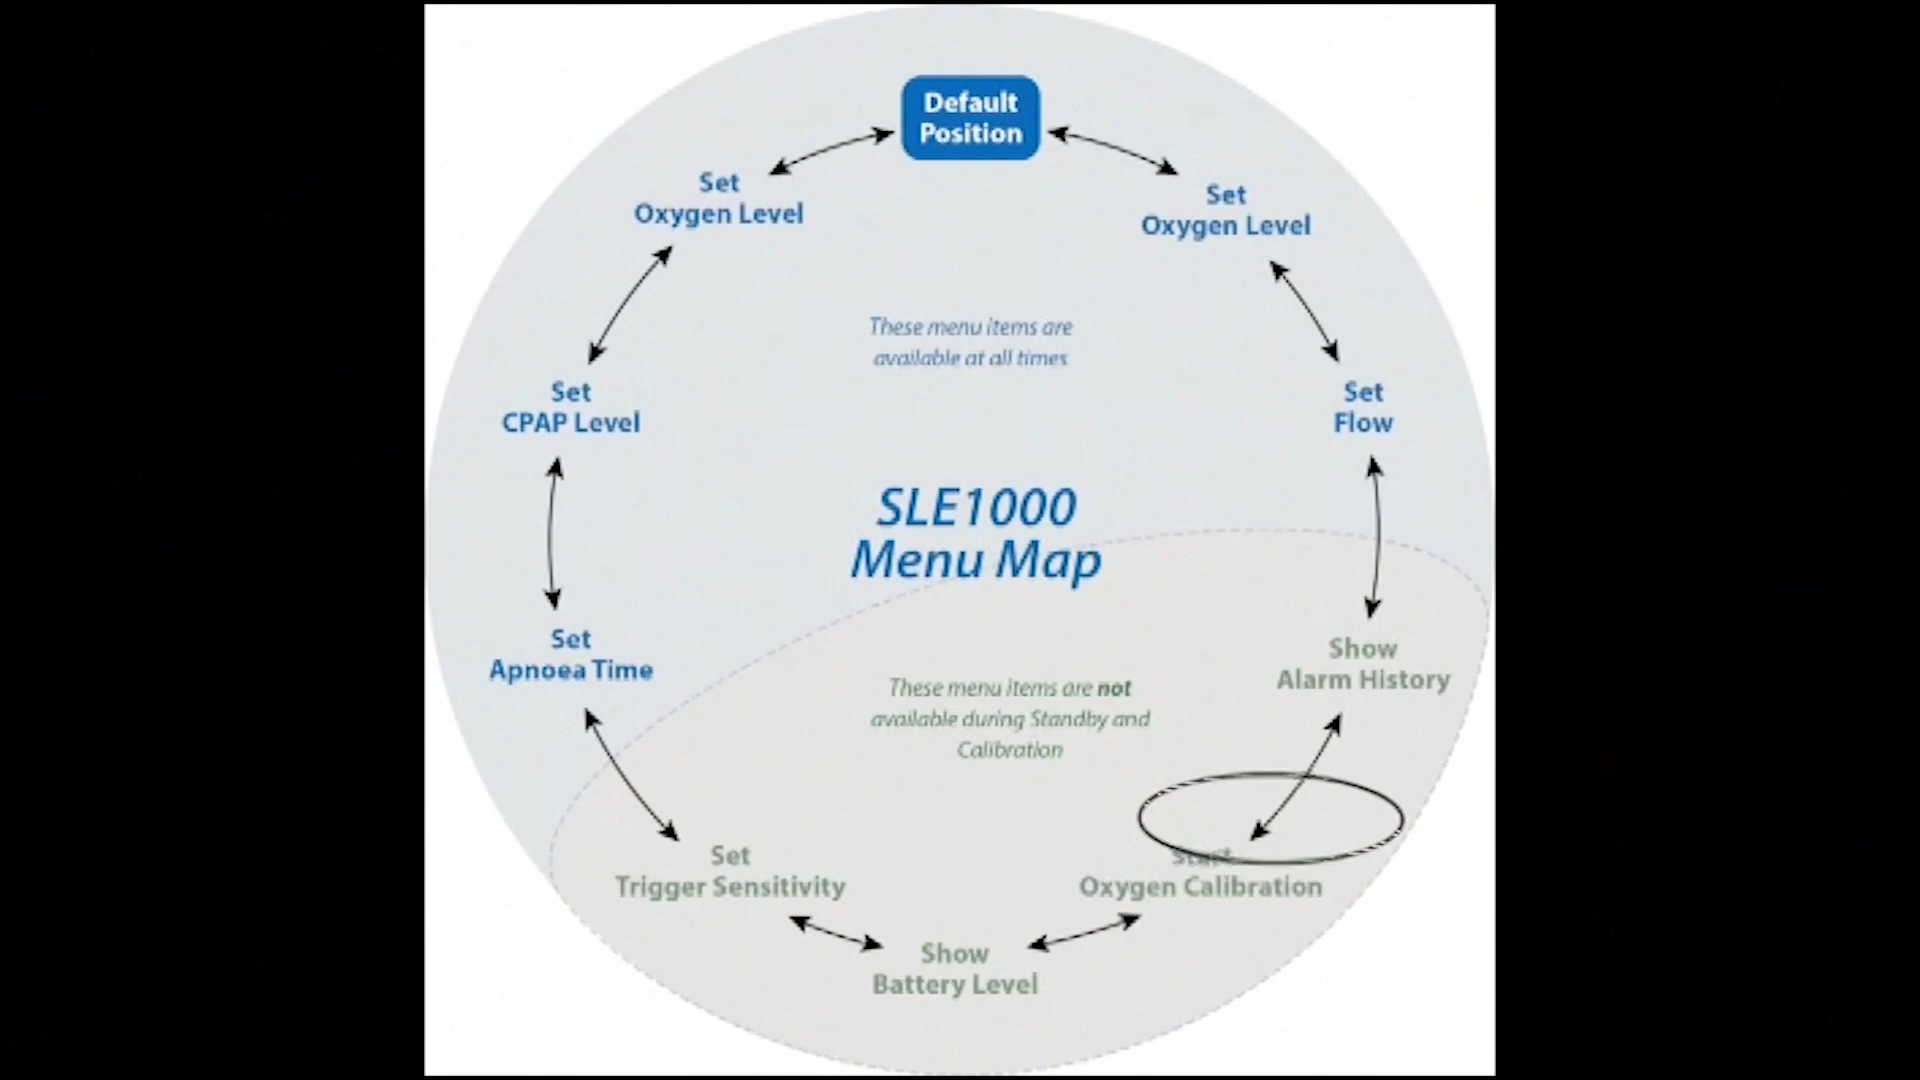 Default
Position
Set
Oxygen Level
Set
Oxygen Level
These menu items are
available at all times
Set
CPAP Level
Set
Flow
SLE1000
Menu Map
Set
Apnoea Time
Show
Alarm History
These menu items are not
available during Standby and
Calibration
Set
Trigger Sensitivity
Start
Oxygen Calibration
Show
Battery Level